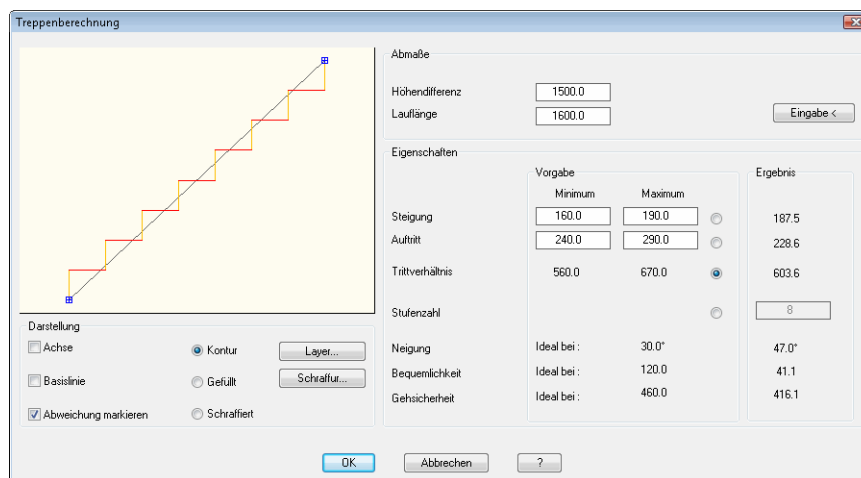 Treppenberechnung
Abmaße
Höhendifferenz 1500.0
Lauflänge 1600.0
Eingabe <
Eigenschaften
Vorgabe Ergebnis
Minimum Maximum
Steigung 160.0 190.0 187.5
Auftritt 240.0 290.0 228.6
Trittverhältnis 560.0 670.0 603.6
Stufenzahl 8
Neigung Ideal bei : 30.0° 47.0°
Bequemlichkeit Ideal bei : 120.0 41.1
Gehsicherheit Ideal bei : 460.0 416.1
Darstellung
Achse Kontur Layer...
Basislinie Gefüllt Schraffur...
Abweichung markieren Schraffiert
OK Abbrechen ?